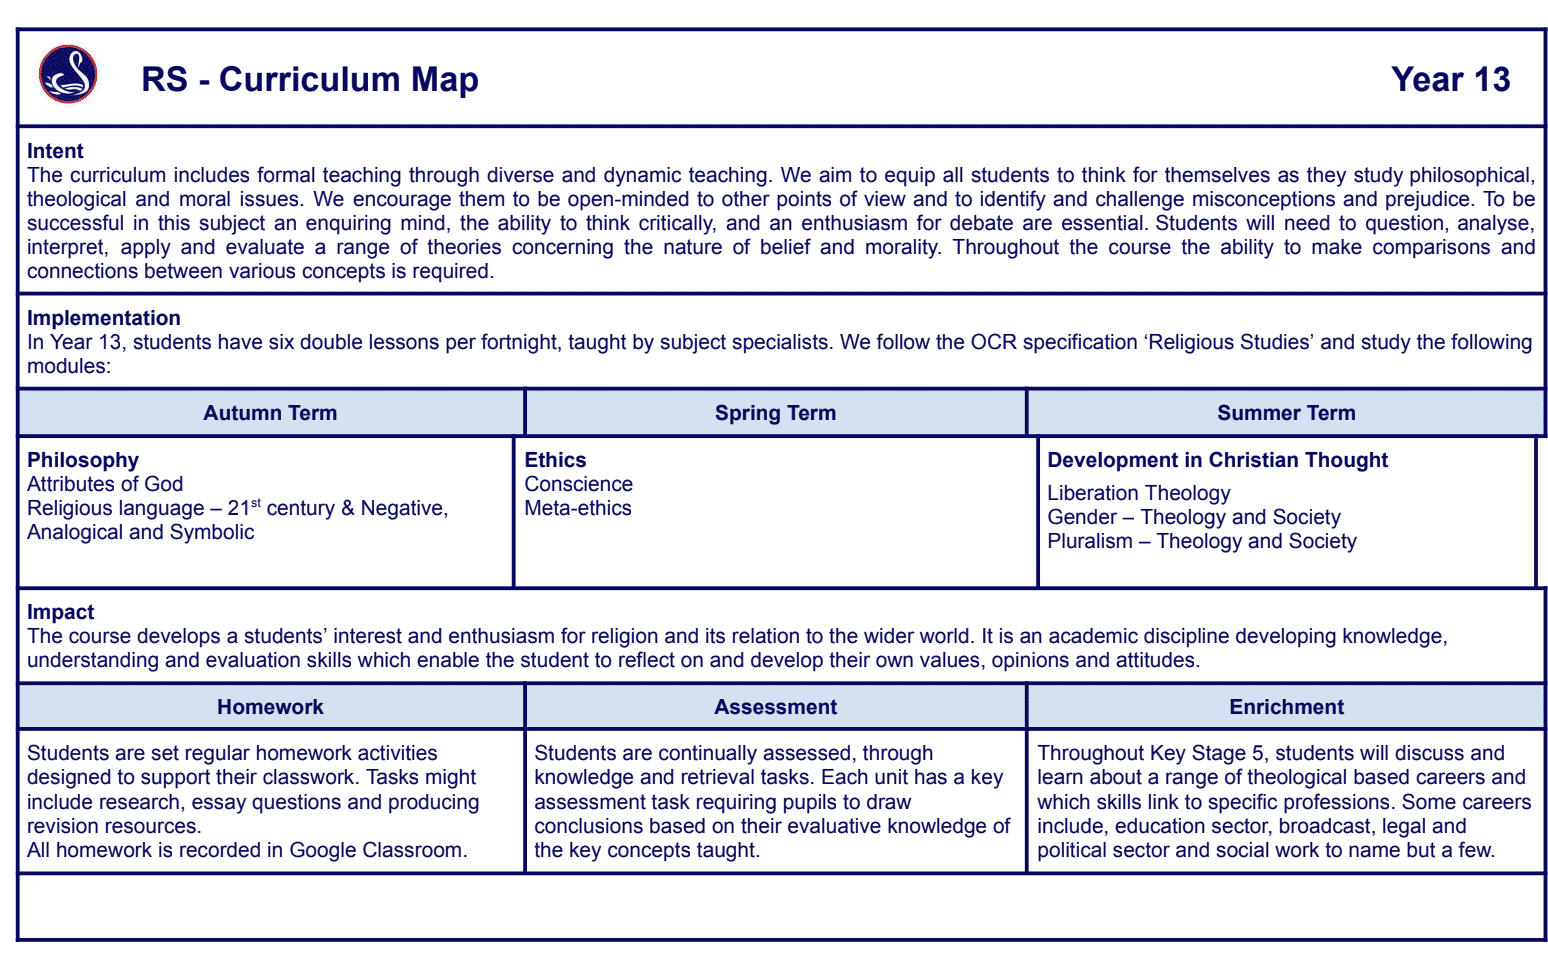 RS - Curriculum Map
Year 13
Intent
The curriculum includes formal teaching through diverse and dynamic teaching. We aim to equip all students to think for themselves as they study philosophical,
theological and moral issues. We encourage them to be open-minded to other points of view and to identify and challenge misconceptions and prejudice. To be
successful in this subject an enquiring mind, the ability to think critically, and an enthusiasm for debate are essential. Students will need to question, analyse,
interpret, apply and evaluate a range of theories concerning the nature of belief and morality. Throughout the course the ability to make comparisons and
connections between various concepts is required.
Implementation
In Year 13, students have six double lessons per fortnight, taught by subject specialists. We follow the OCR specification ‘Religious Studies’ and study the following
modules:
Autumn Term
Spring Term
Summer Term
Philosophy
Attributes of God
Religious language – 21st century & Negative,
Analogical and Symbolic
Ethics
Conscience
Meta-ethics
Development in Christian Thought
Liberation Theology
Gender – Theology and Society
Pluralism – Theology and Society
Impact
The course develops a students’ interest and enthusiasm for religion and its relation to the wider world. It is an academic discipline developing knowledge,
understanding and evaluation skills which enable the student to reflect on and develop their own values, opinions and attitudes.
Homework
Assessment
Enrichment
Students are set regular homework activities
designed to support their classwork. Tasks might
include research, essay questions and producing
revision resources.
All homework is recorded in Google Classroom.
Students are continually assessed, through
knowledge and retrieval tasks. Each unit has a key
assessment task requiring pupils to draw
conclusions based on their evaluative knowledge of
the key concepts taught.
Throughout Key Stage 5, students will discuss and
learn about a range of theological based careers and
which skills link to specific professions. Some careers
include, education sector, broadcast, legal and
political sector and social work to name but a few.